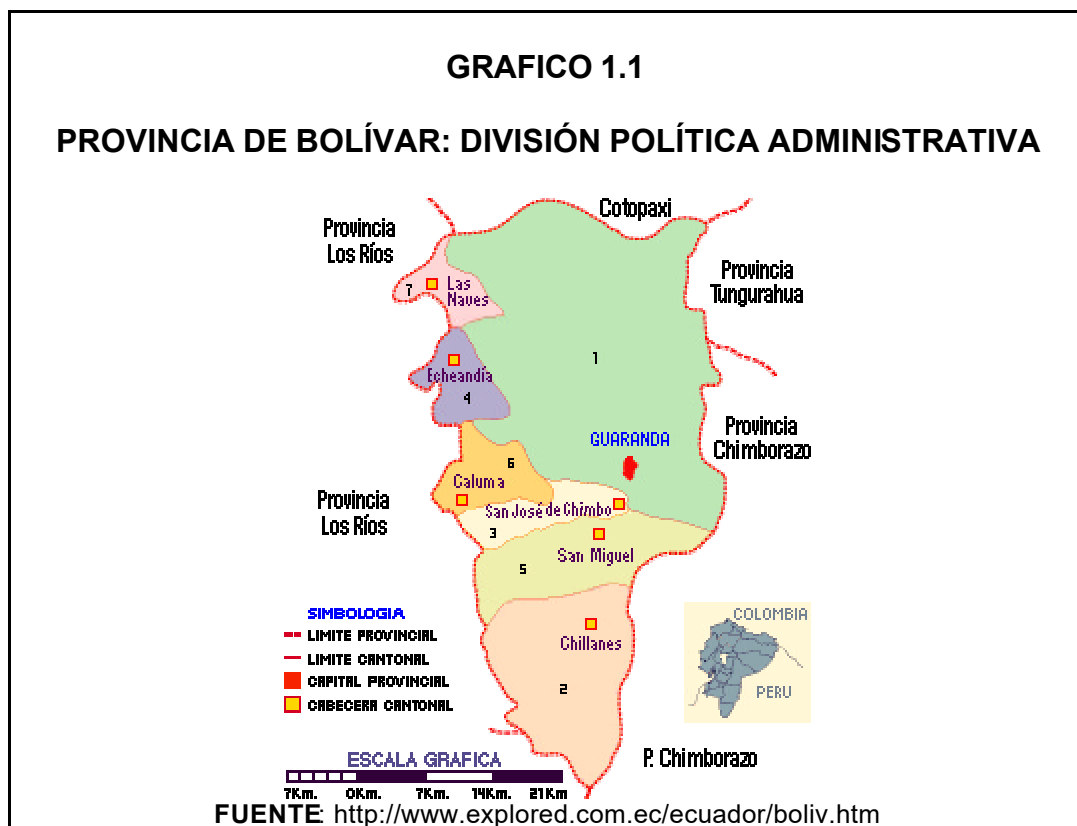 GRAFICO 1.1
PROVINCIA DE BOLÍVAR: DIVISIÓN POLÍTICA ADMINISTRATIVA
Cotopaxi
Provincia
Los Ríos
Provincia
Tungurahua
7
Las
Naves
1
Echeandía
4
Provincia
Chimborazo
GUARANDA
6
Caluma
Provincia
Los Ríos
San José de Chimbo
3
San Miguel
5
SIMBOLOGIA
LIMITE PROVINCIAL
LIMITE CANTONAL
CAPITAL PROVINCIAL
CABECERA CANTONAL
Chillanes
2
COLOMBIA
PERU
P. Chimborazo
ESCALA GRAFICA
7Km. 0Km. 7Km. 14Km. 21Km
FUENTE: http://www.explored.com.ec/ecuador/boliv.htm